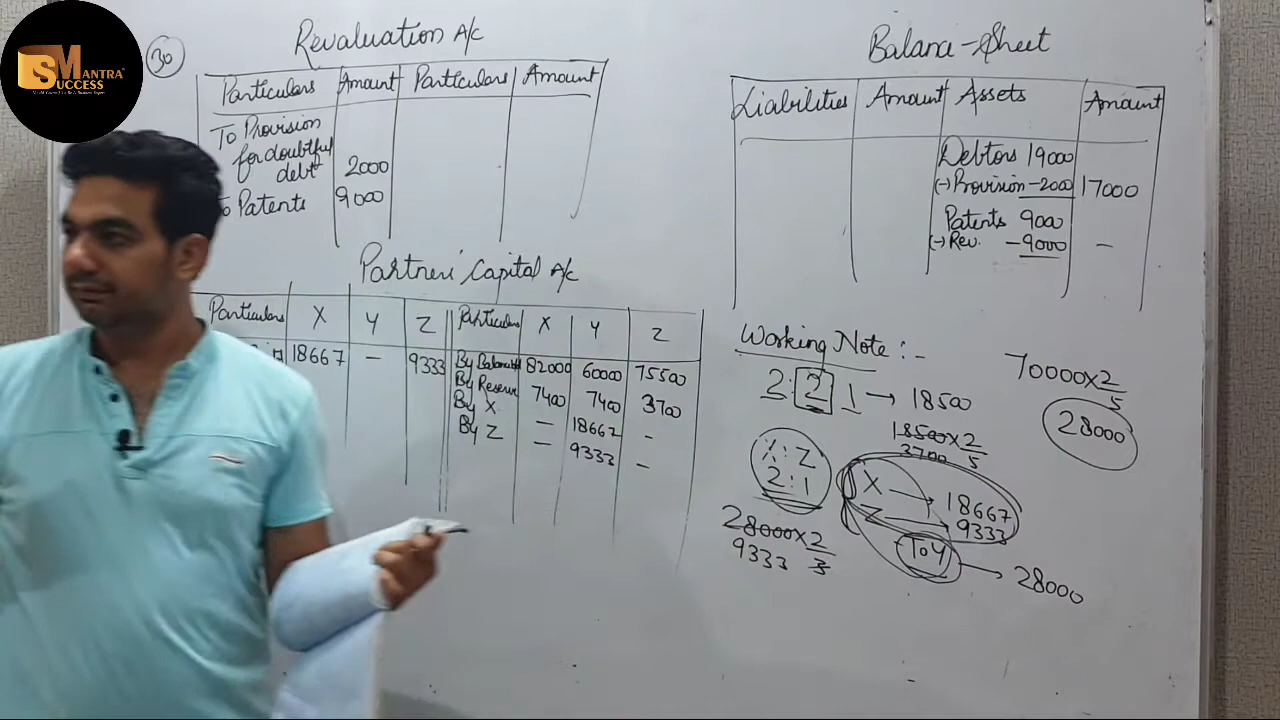 SMANTRA
SUCCESS
30
Revaluation A/c
Particulars Amount Particulars Amount
To Provision
for doubtful
debt 2000
To Patents 9000
Partners' Capital A/c
Particulars X Y Z Particulars X Y Z
18667 — 9333 By Balance 82000 60000 75500
By Reserve 7400 7400 3700
By X — 18667 -
By Z — 9333 -
Balance-Sheet
Liabilities Amount Assets Amount
Debtors 19000
(-) Provision -2000 17000
Patents 9000
(-) Rev. -9000 -
Working Note :-
2:2 1 → 18500
18500×2/5
3700
70000×2/5
28000
X:Z
2:1
28000×2/3
9333
X → 18667
Z → 9333
To Y → 28000